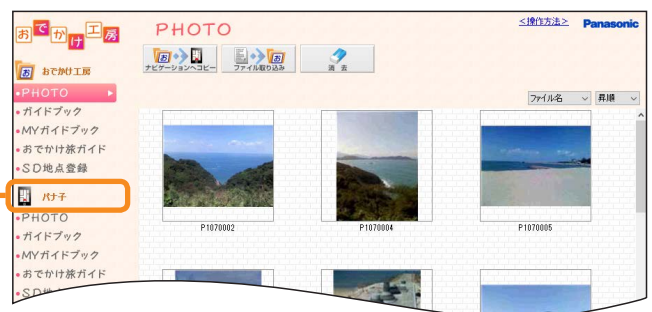 おでかけ工房
PHOTO
<操作方法>
Panasonic
ナビゲーションへコピー
ファイル取り込み
消去
おでかけ工房
•PHOTO
•ガイドブック
•MYガイドブック
•おでかけ旅ガイド
•SD地点登録
パナ子
•PHOTO
•ガイドブック
•MYガイドブック
•おでかけ旅ガイド
ファイル名
昇順
P1070002
P1070004
P1070005